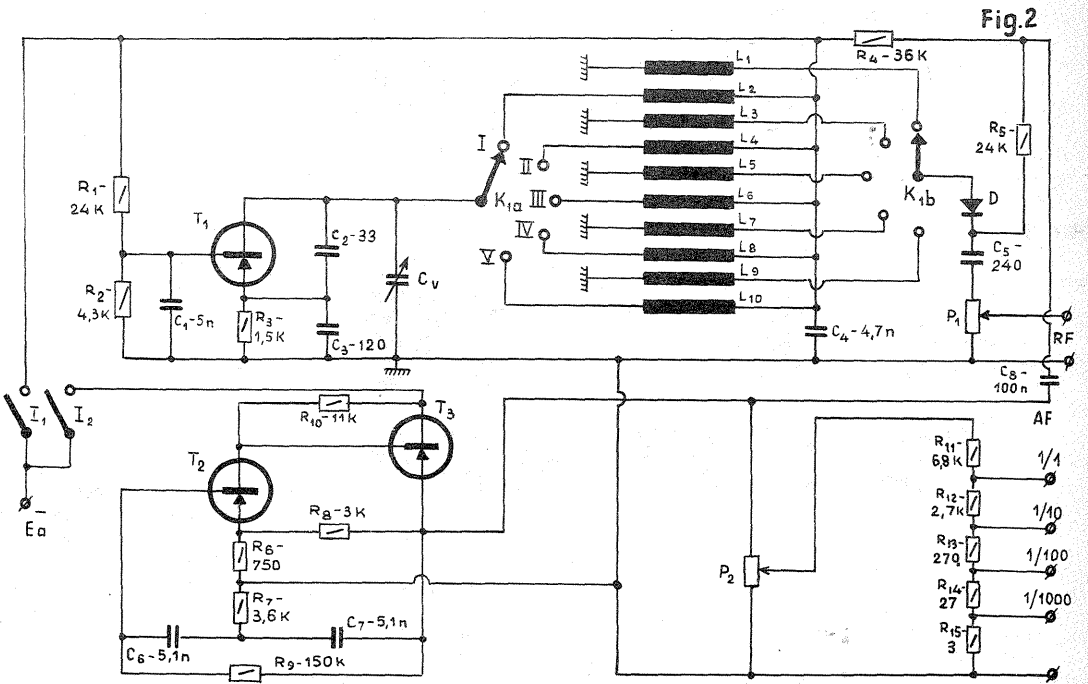 Fig.2
R4-36K
L1
L2
L3
L4
L5
L6
L7
L8
L9
L10
I
II
III
IV
V
K1a
K1b
R5-
24K
D
C5-
240
P1
RF
R1-
24K
T1
C2-33
Cv
R2-
4,3K
C1-5n
R3-
1,5K
C3-120
C4-4,7n
C8-
100n
AF
I1
I2
Ea
R10-11K
T3
T2
R8-3K
R6-
750
R7-
3,6K
C7-5,1n
C6-5,1n
R9-150K
P2
R11-
6,8K
1/1
R12-
2,7K
1/10
R13-
270
1/100
R14-
27
1/1000
R15-
3